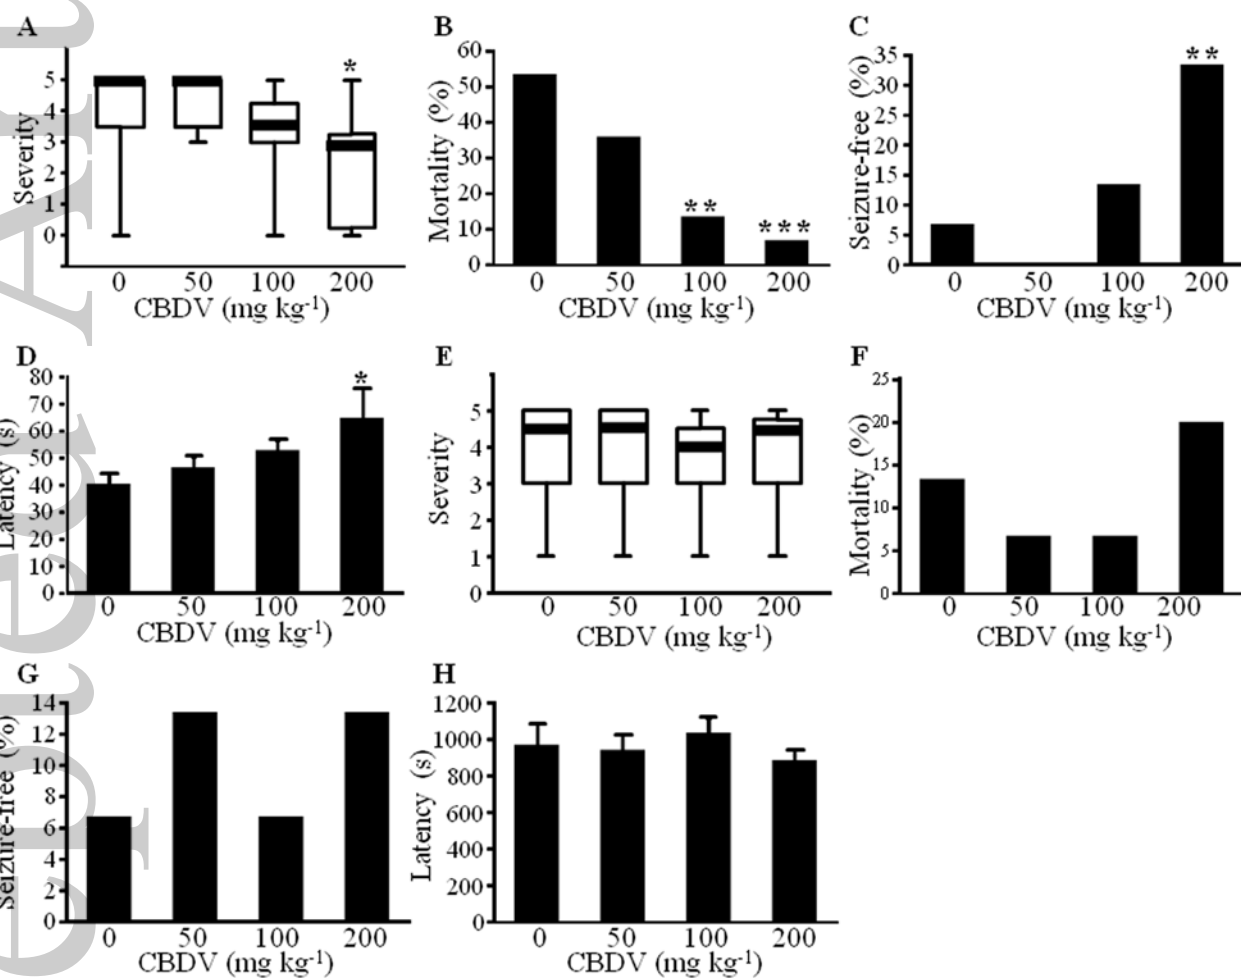 A
5
4
3
2
1
0
Severity
*
0 50 100 200
CBDV (mg kg-1)
B
60
50
40
30
20
10
0
Mortality (%)
**
***
0 50 100 200
CBDV (mg kg-1)
C
35
30
25
20
15
10
5
0
Seizure-free (%)
**
0 50 100 200
CBDV (mg kg-1)
D
80
70
60
50
40
30
20
10
0
Latency (s)
*
0 50 100 200
CBDV (mg kg-1)
E
5
4
3
2
1
0
Severity
0 50 100 200
CBDV (mg kg-1)
F
25
20
15
10
5
0
Mortality (%)
0 50 100 200
CBDV (mg kg-1)
G
14
12
10
8
6
4
2
0
Seizure-free (%)
0 50 100 200
CBDV (mg kg-1)
H
1200
1000
800
600
400
200
0
Latency (s)
0 50 100 200
CBDV (mg kg-1)